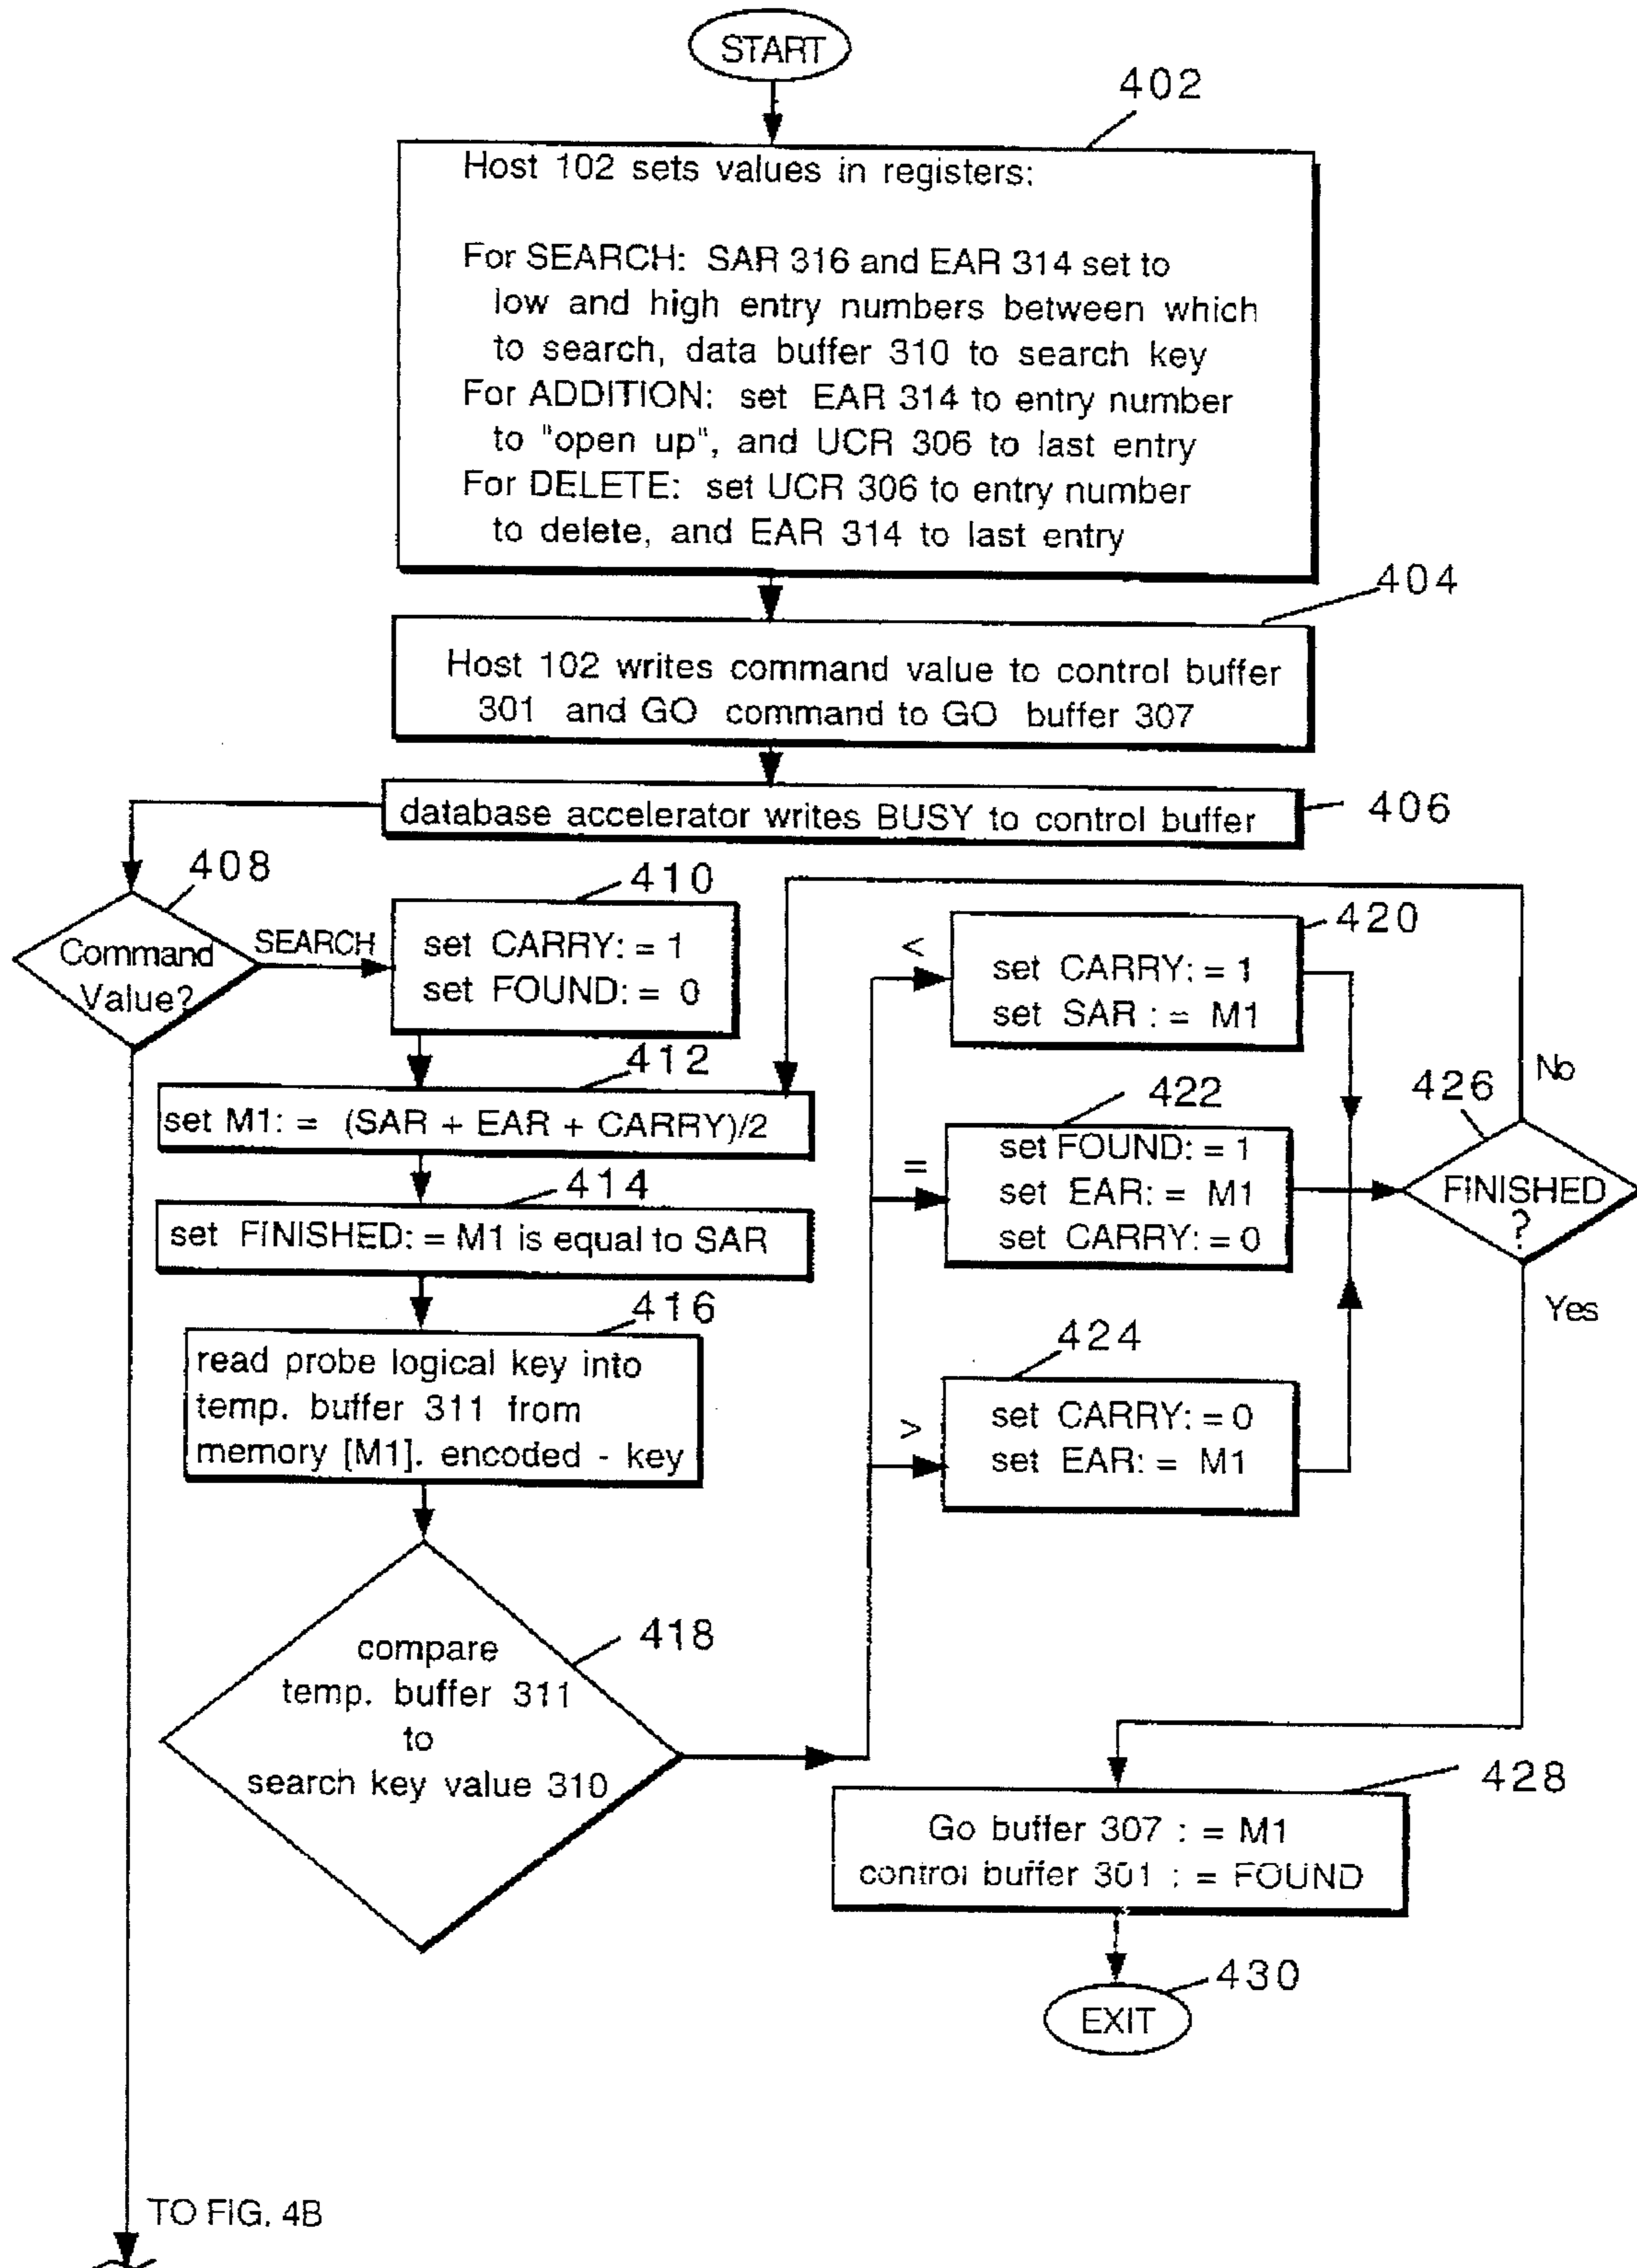 START
402
Host 102 sets values in registers:
For SEARCH: SAR 316 and EAR 314 set to
low and high entry numbers between which
to search, data buffer 310 to search key
For ADDITION: set EAR 314 to entry number
to "open up", and UCR 306 to last entry
For DELETE: set UCR 306 to entry number
to delete, and EAR 314 to last entry
404
Host 102 writes command value to control buffer
301 and GO command to GO buffer 307
database accelerator writes BUSY to control buffer
406
408
Command
Value?
SEARCH
410
set CARRY: = 1
set FOUND: = 0
412
set M1: = (SAR + EAR + CARRY)/2
414
set FINISHED: = M1 is equal to SAR
416
read probe logical key into
temp. buffer 311 from
memory [M1]. encoded - key
418
compare
temp. buffer 311
to
search key value 310
<
420
set CARRY: = 1
set SAR : = M1
=
422
set FOUND: = 1
set EAR: = M1
set CARRY: = 0
>
424
set CARRY: = 0
set EAR: = M1
426
No
FINISHED
?
Yes
428
Go buffer 307 : = M1
control buffer 301 : = FOUND
430
EXIT
TO FIG. 4B